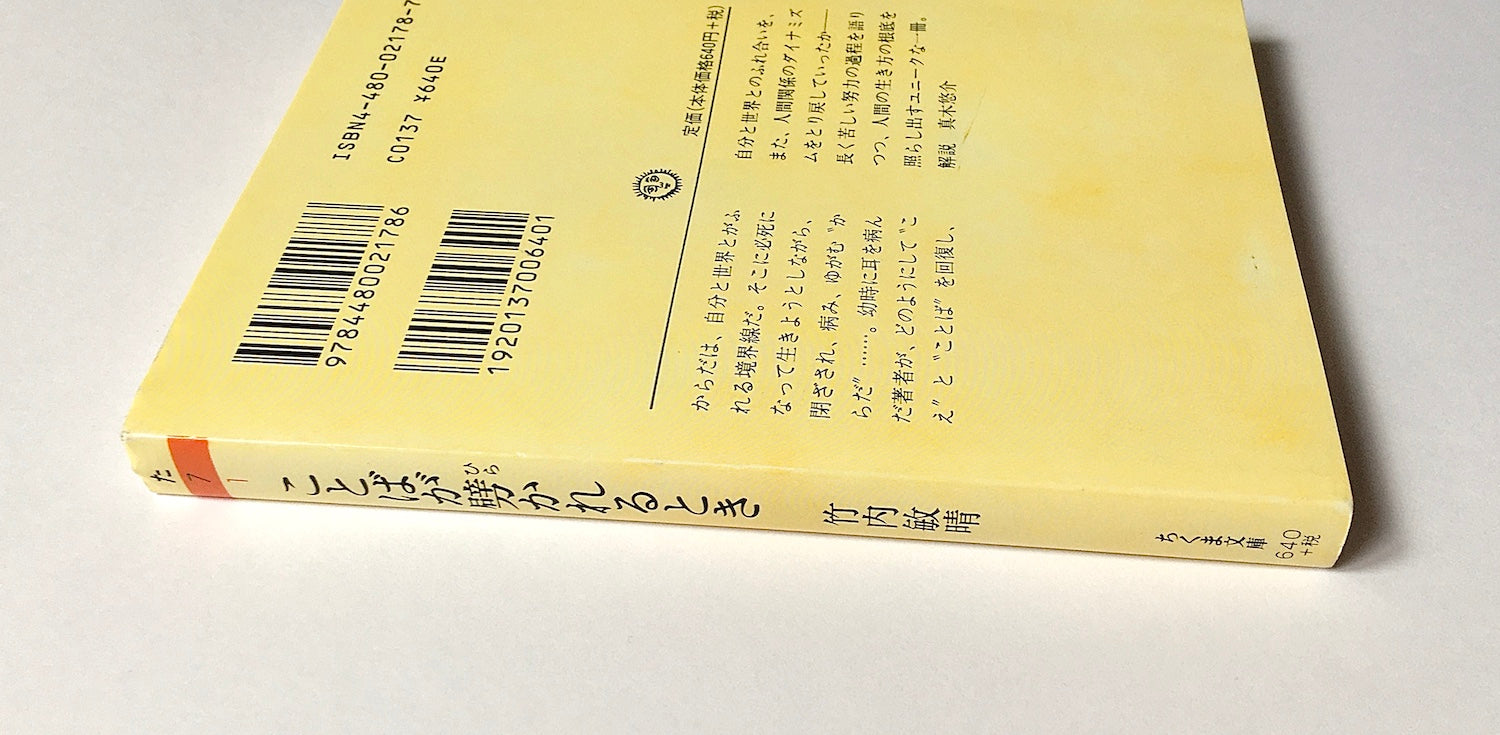 ISBN4-480-02178-7
C0137 ¥640E
9784480021786
1920137006401
定価(本体価格640円+税)
からだは、自分と世界とがふ
れる境界線だ。そこに必死に
なって生きようとしながら、
閉ざされ、病み、ゆがむ〝か
らだ〟……。幼時に耳を病ん
だ著者が、どのようにして〝こ
え〟と〝ことば〟を回復し、
自分と世界とのふれ合いを、
また、人間関係のダイナミズ
ムをとり戻していったか――
長く苦しい努力の過程を語り
つつ、人間の生き方の根底を
照らし出すユニークな一冊。
解説 真木悠介
た
7
1
ことばが劈かれるとき
ひら
竹内敏晴
ちくま文庫
640
+税